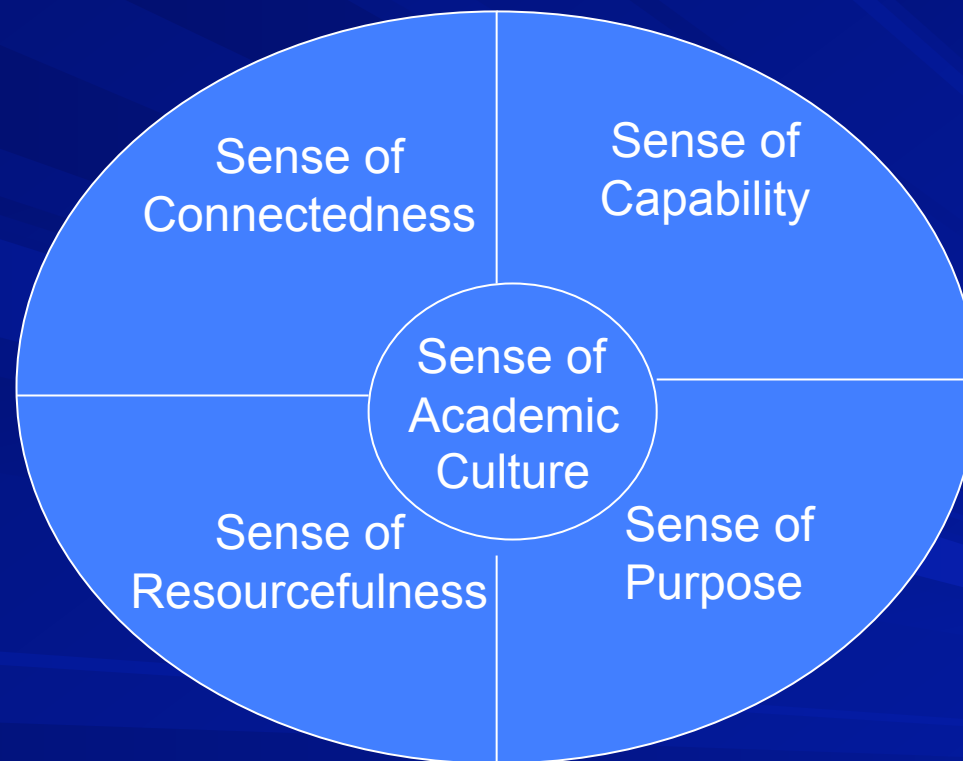 Sense of
Connectedness
Sense of
Capability
Sense of
Academic
Culture
Sense of
Resourcefulness
Sense of
Purpose